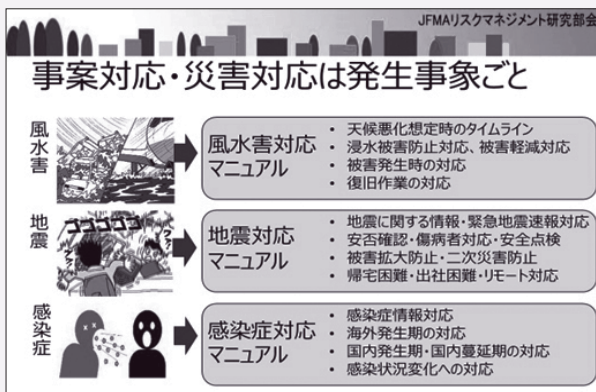 JFMAリスクマネジメント研究部会
事案対応・災害対応は発生事象ごと
風水害
風水害対応
マニュアル
• 天候悪化想定時のタイムライン
• 浸水被害防止対応、被害軽減対応
• 被害発生時の対応
• 復旧作業の対応
地震
ゴゴゴゴゴ
地震対応
マニュアル
• 地震に関する情報・緊急地震速報対応
• 安否確認・傷病者対応・安全点検
• 被害拡大防止・二次災害防止
• 帰宅困難・出社困難・リモート対応
感染症
感染症対応
マニュアル
• 感染症情報対応
• 海外発生期の対応
• 国内発生期・国内蔓延期の対応
• 感染状況変化への対応